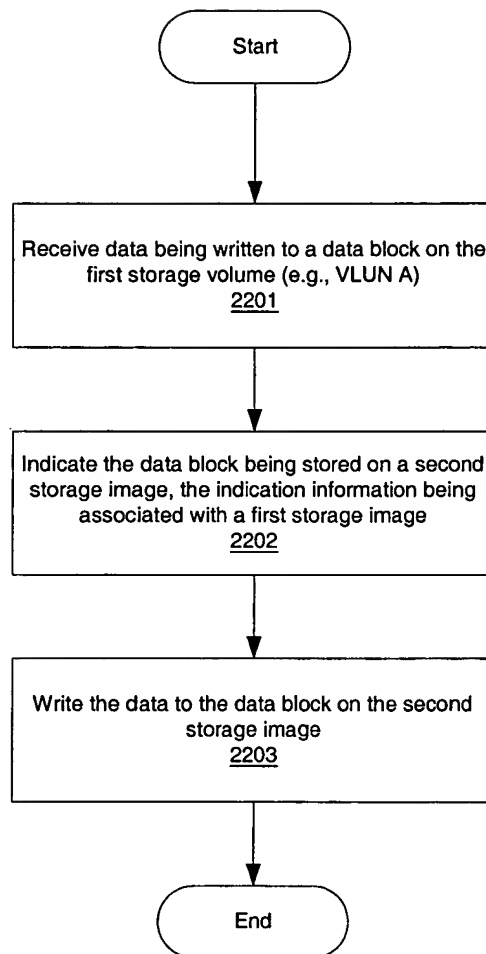 Start
Receive data being written to a data block on the
first storage volume (e.g., VLUN A)
2201
Indicate the data block being stored on a second
storage image, the indication information being
associated with a first storage image
2202
Write the data to the data block on the second
storage image
2203
End